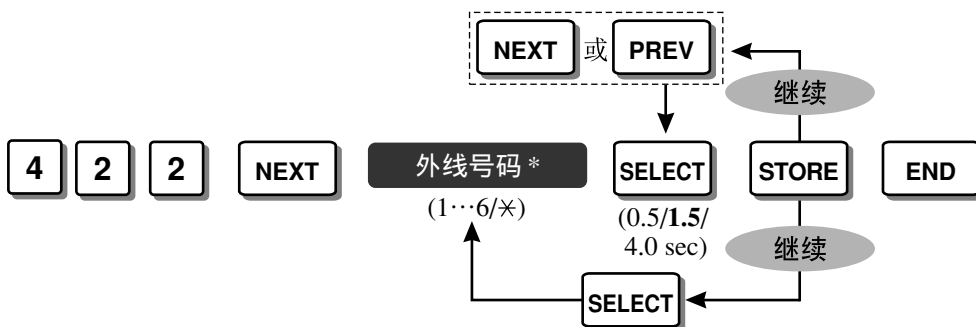 NEXT 或 PREV
继续
4 2 2 NEXT 外线号码* SELECT STORE END
(1…6/✳) (0.5/1.5/
4.0 sec)
继续
SELECT